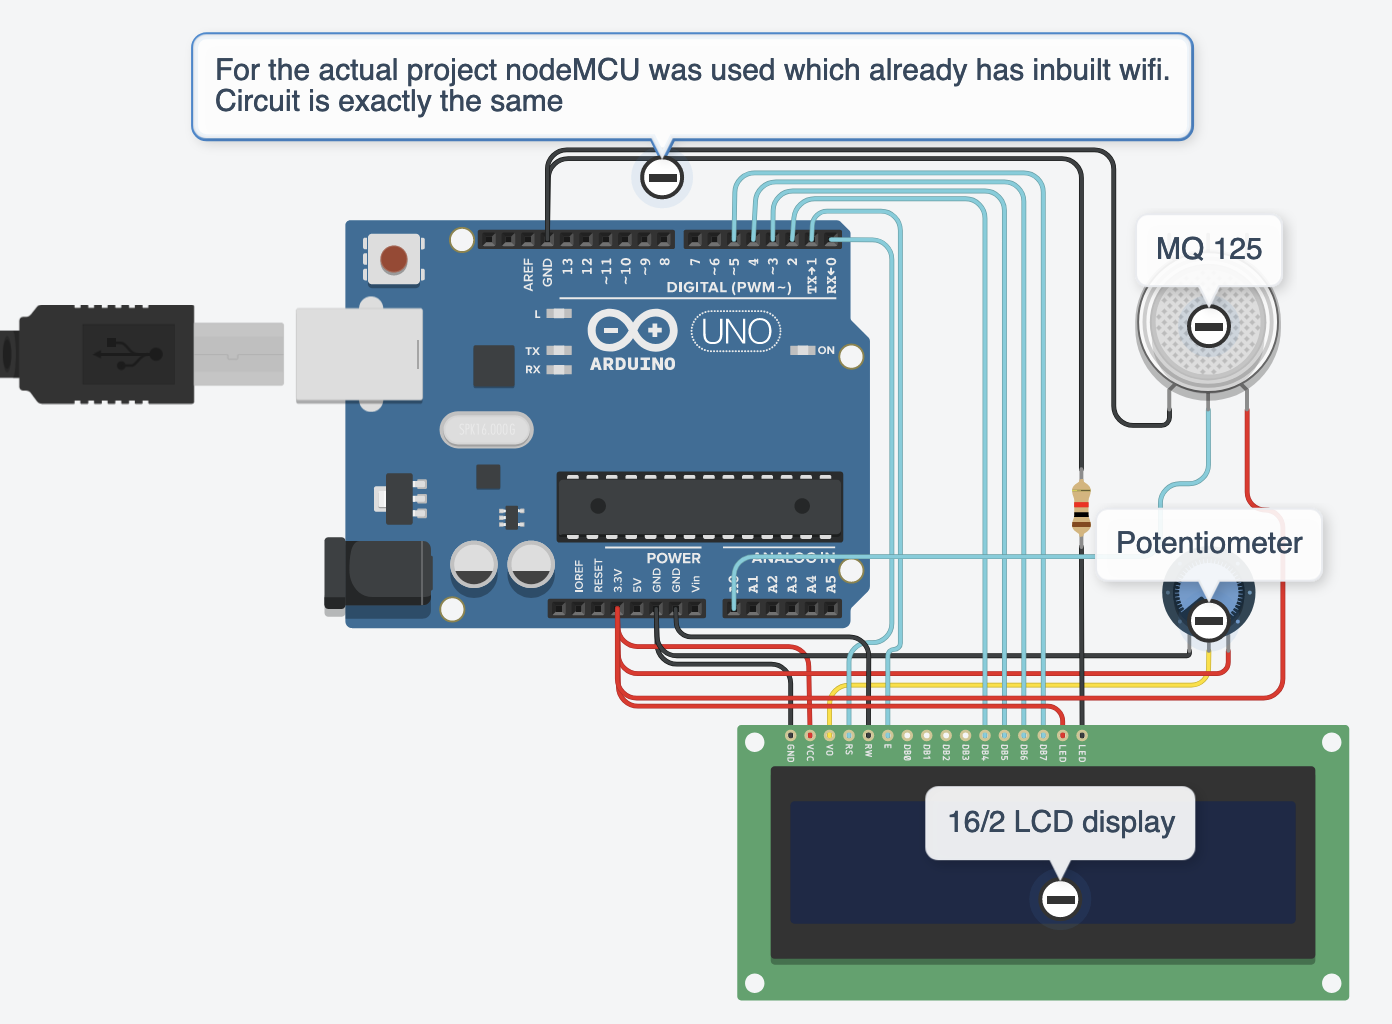 For the actual project nodeMCU was used which already has inbuilt wifi.
Circuit is exactly the same
MQ 125
AREF
GND
13
12
~11
~10
~9
8
7
~6
~5
4
~3
2
TX→1
RX←0
DIGITAL (PWM~)
L
TX
RX
ARDUINO
UNO
ON
SPK16.000G
POWER
ANALOG IN
IOREF
RESET
3.3V
5V
GND
GND
Vin
A0
A1
A2
A3
A4
A5
Potentiometer
GND
VCC
VO
RS
RW
E
DB0
DB1
DB2
DB3
DB4
DB5
DB6
DB7
LED
LED
16/2 LCD display